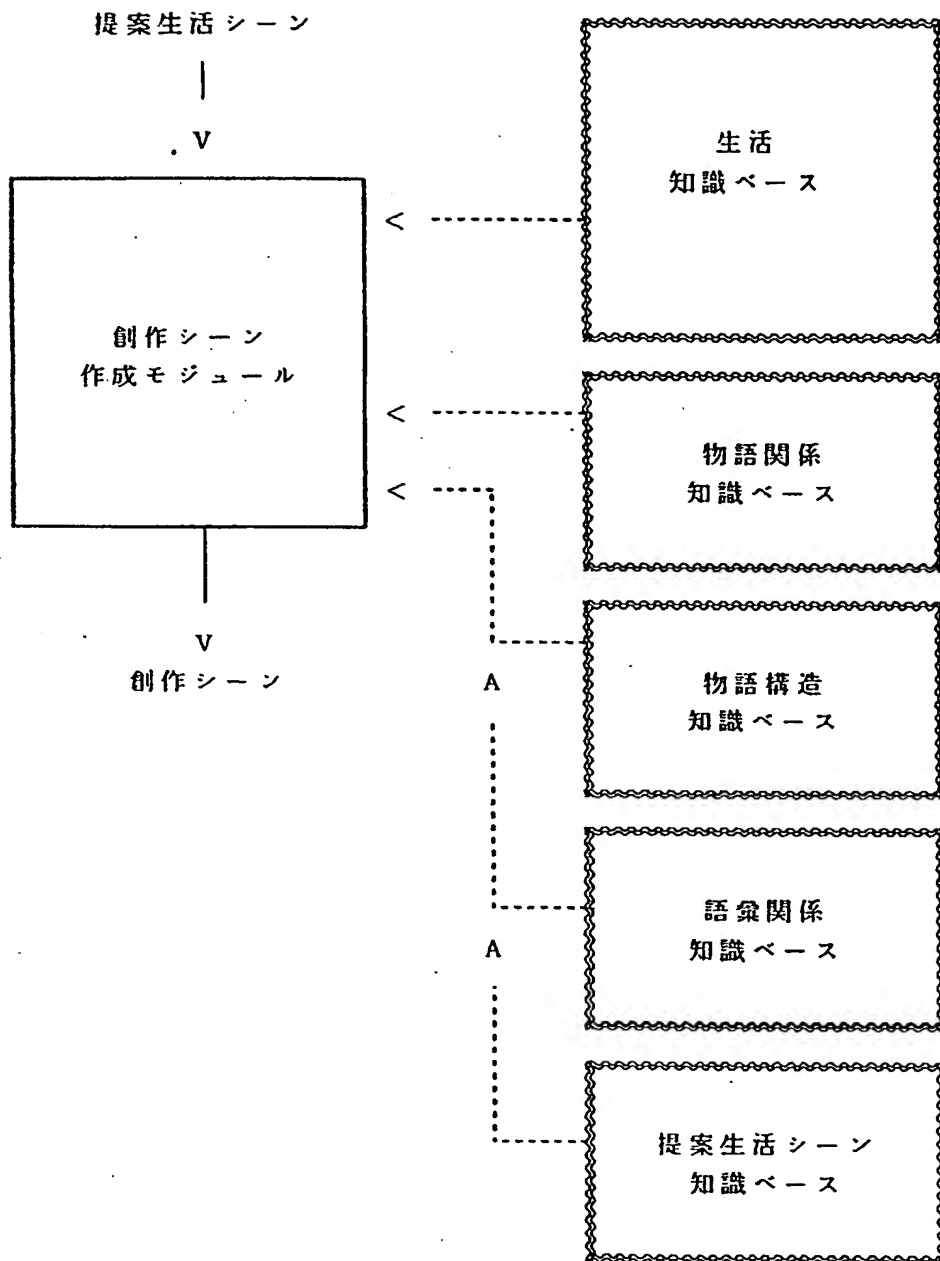 提案生活シーン
V
創作シーン
作成モジュール
V
創作シーン
生活
知識ベース
<
物語関係
知識ベース
<
<
物語構造
知識ベース
A
語彙関係
知識ベース
A
提案生活シーン
知識ベース